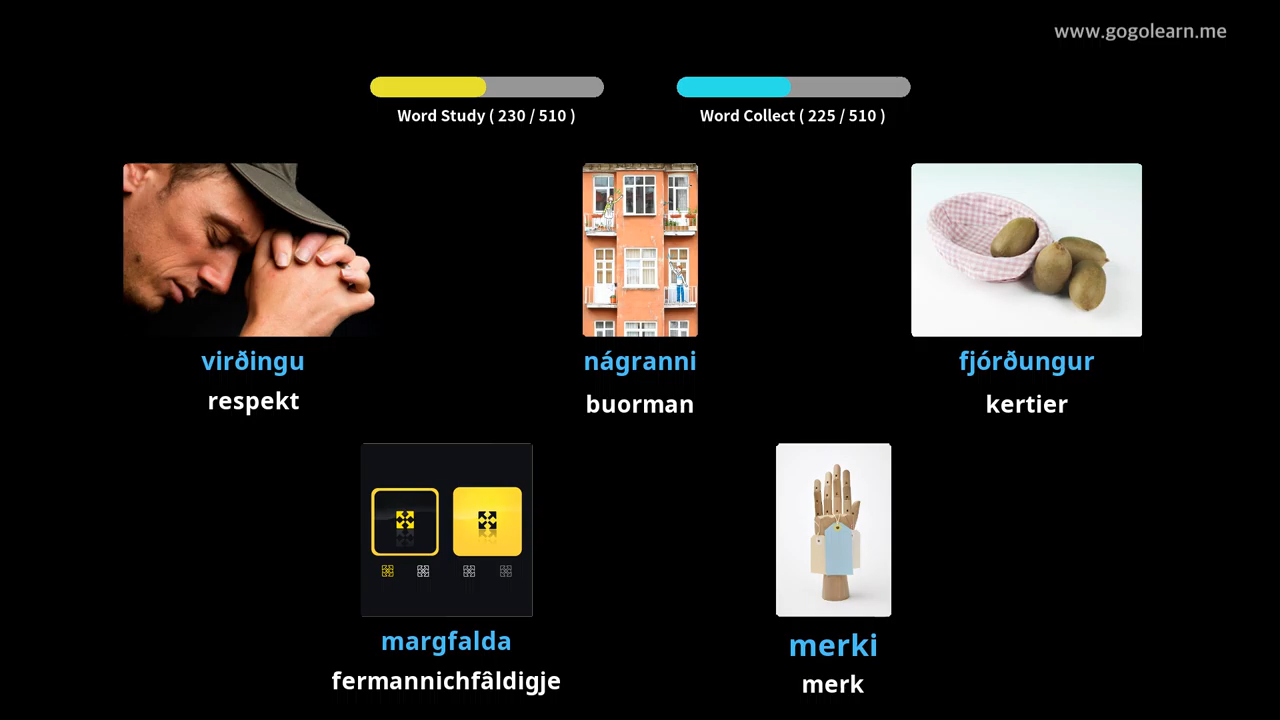 www.gogolearn.me
Word Study ( 230 / 510 )
Word Collect ( 225 / 510 )
virðingu
respekt
nágranni
buorman
fjórðungur
kertier
margfalda
fermannichfâldigje
merki
merk